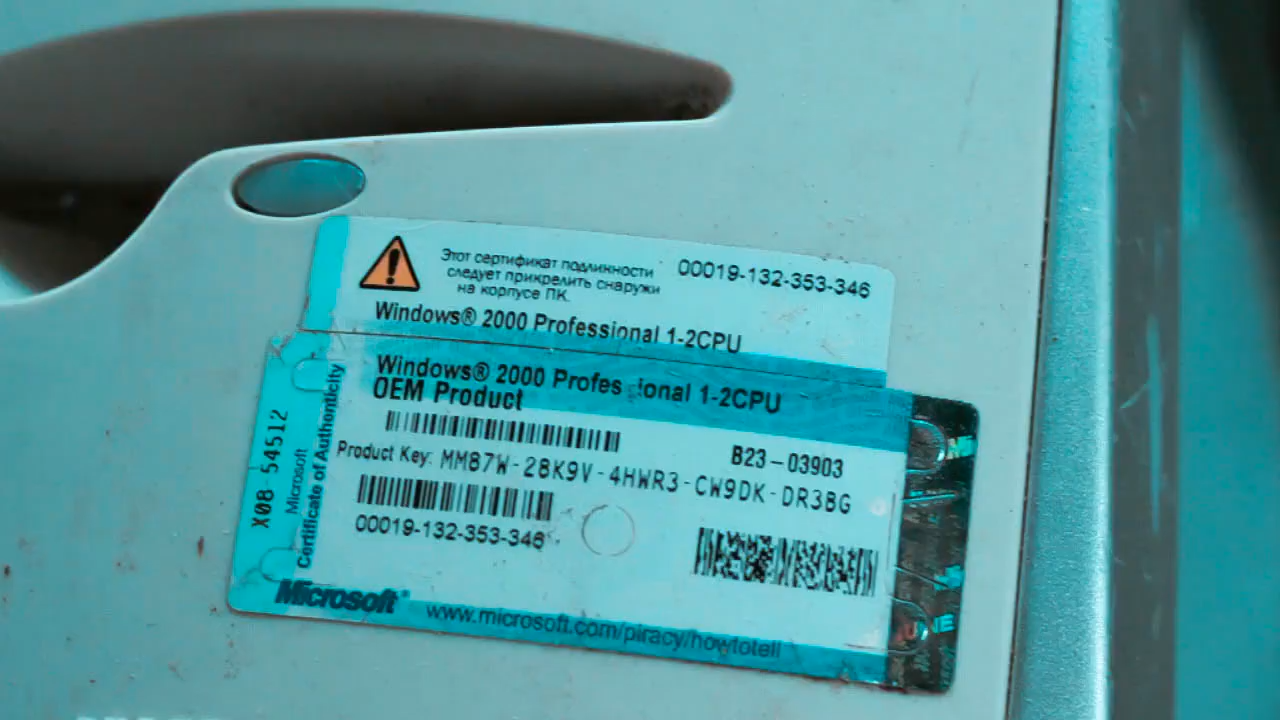 Этот сертификат подлинности
следует прикрепить снаружи
на корпусе ПК.
00019-132-353-346
Windows® 2000 Professional 1-2CPU
Windows® 2000 Professional 1-2CPU
OEM Product
B23-03903
Product Key: MM87W-28K9V-4HWR3-CW9DK-DR3BG
00019-132-353-346
X08 54512
Microsoft
Certificate of Authenticity
Microsoft®
www.microsoft.com/piracy/howtotell